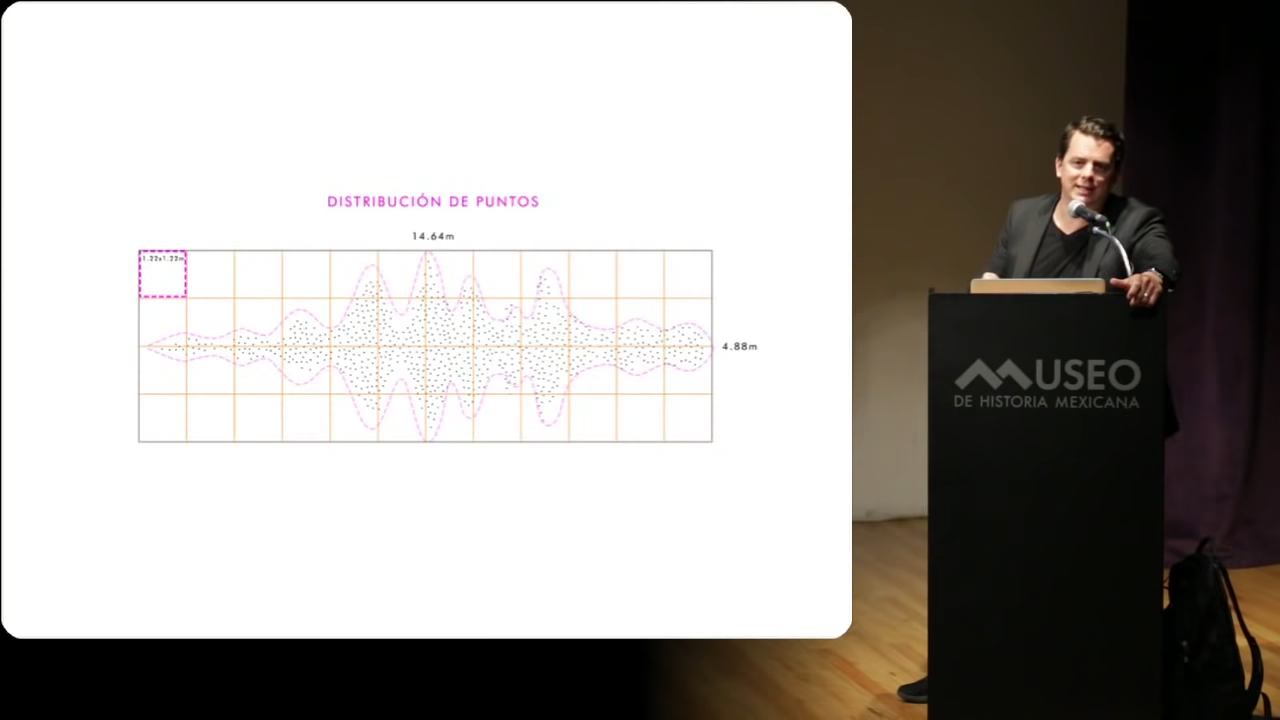 DISTRIBUCIÓN DE PUNTOS
14.64m
1.22x1.22m
4.88m
MUSEO
DE HISTORIA MEXICANA